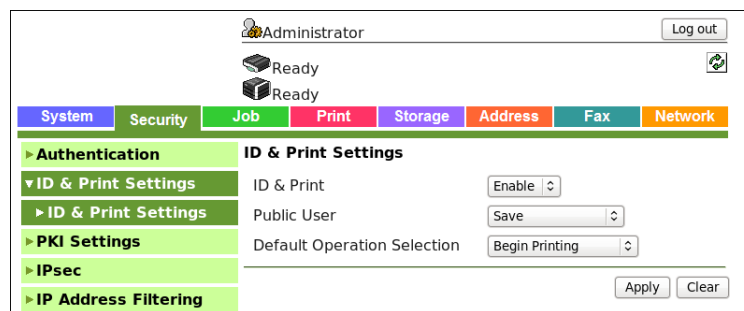 Administrator
Log out
Ready
Ready
System Security Job Print Storage Address Fax Network
Authentication
ID & Print Settings
ID & Print Settings
PKI Settings
IPsec
IP Address Filtering
ID & Print Settings
ID & Print Enable
Public User Save
Default Operation Selection Begin Printing
Apply Clear